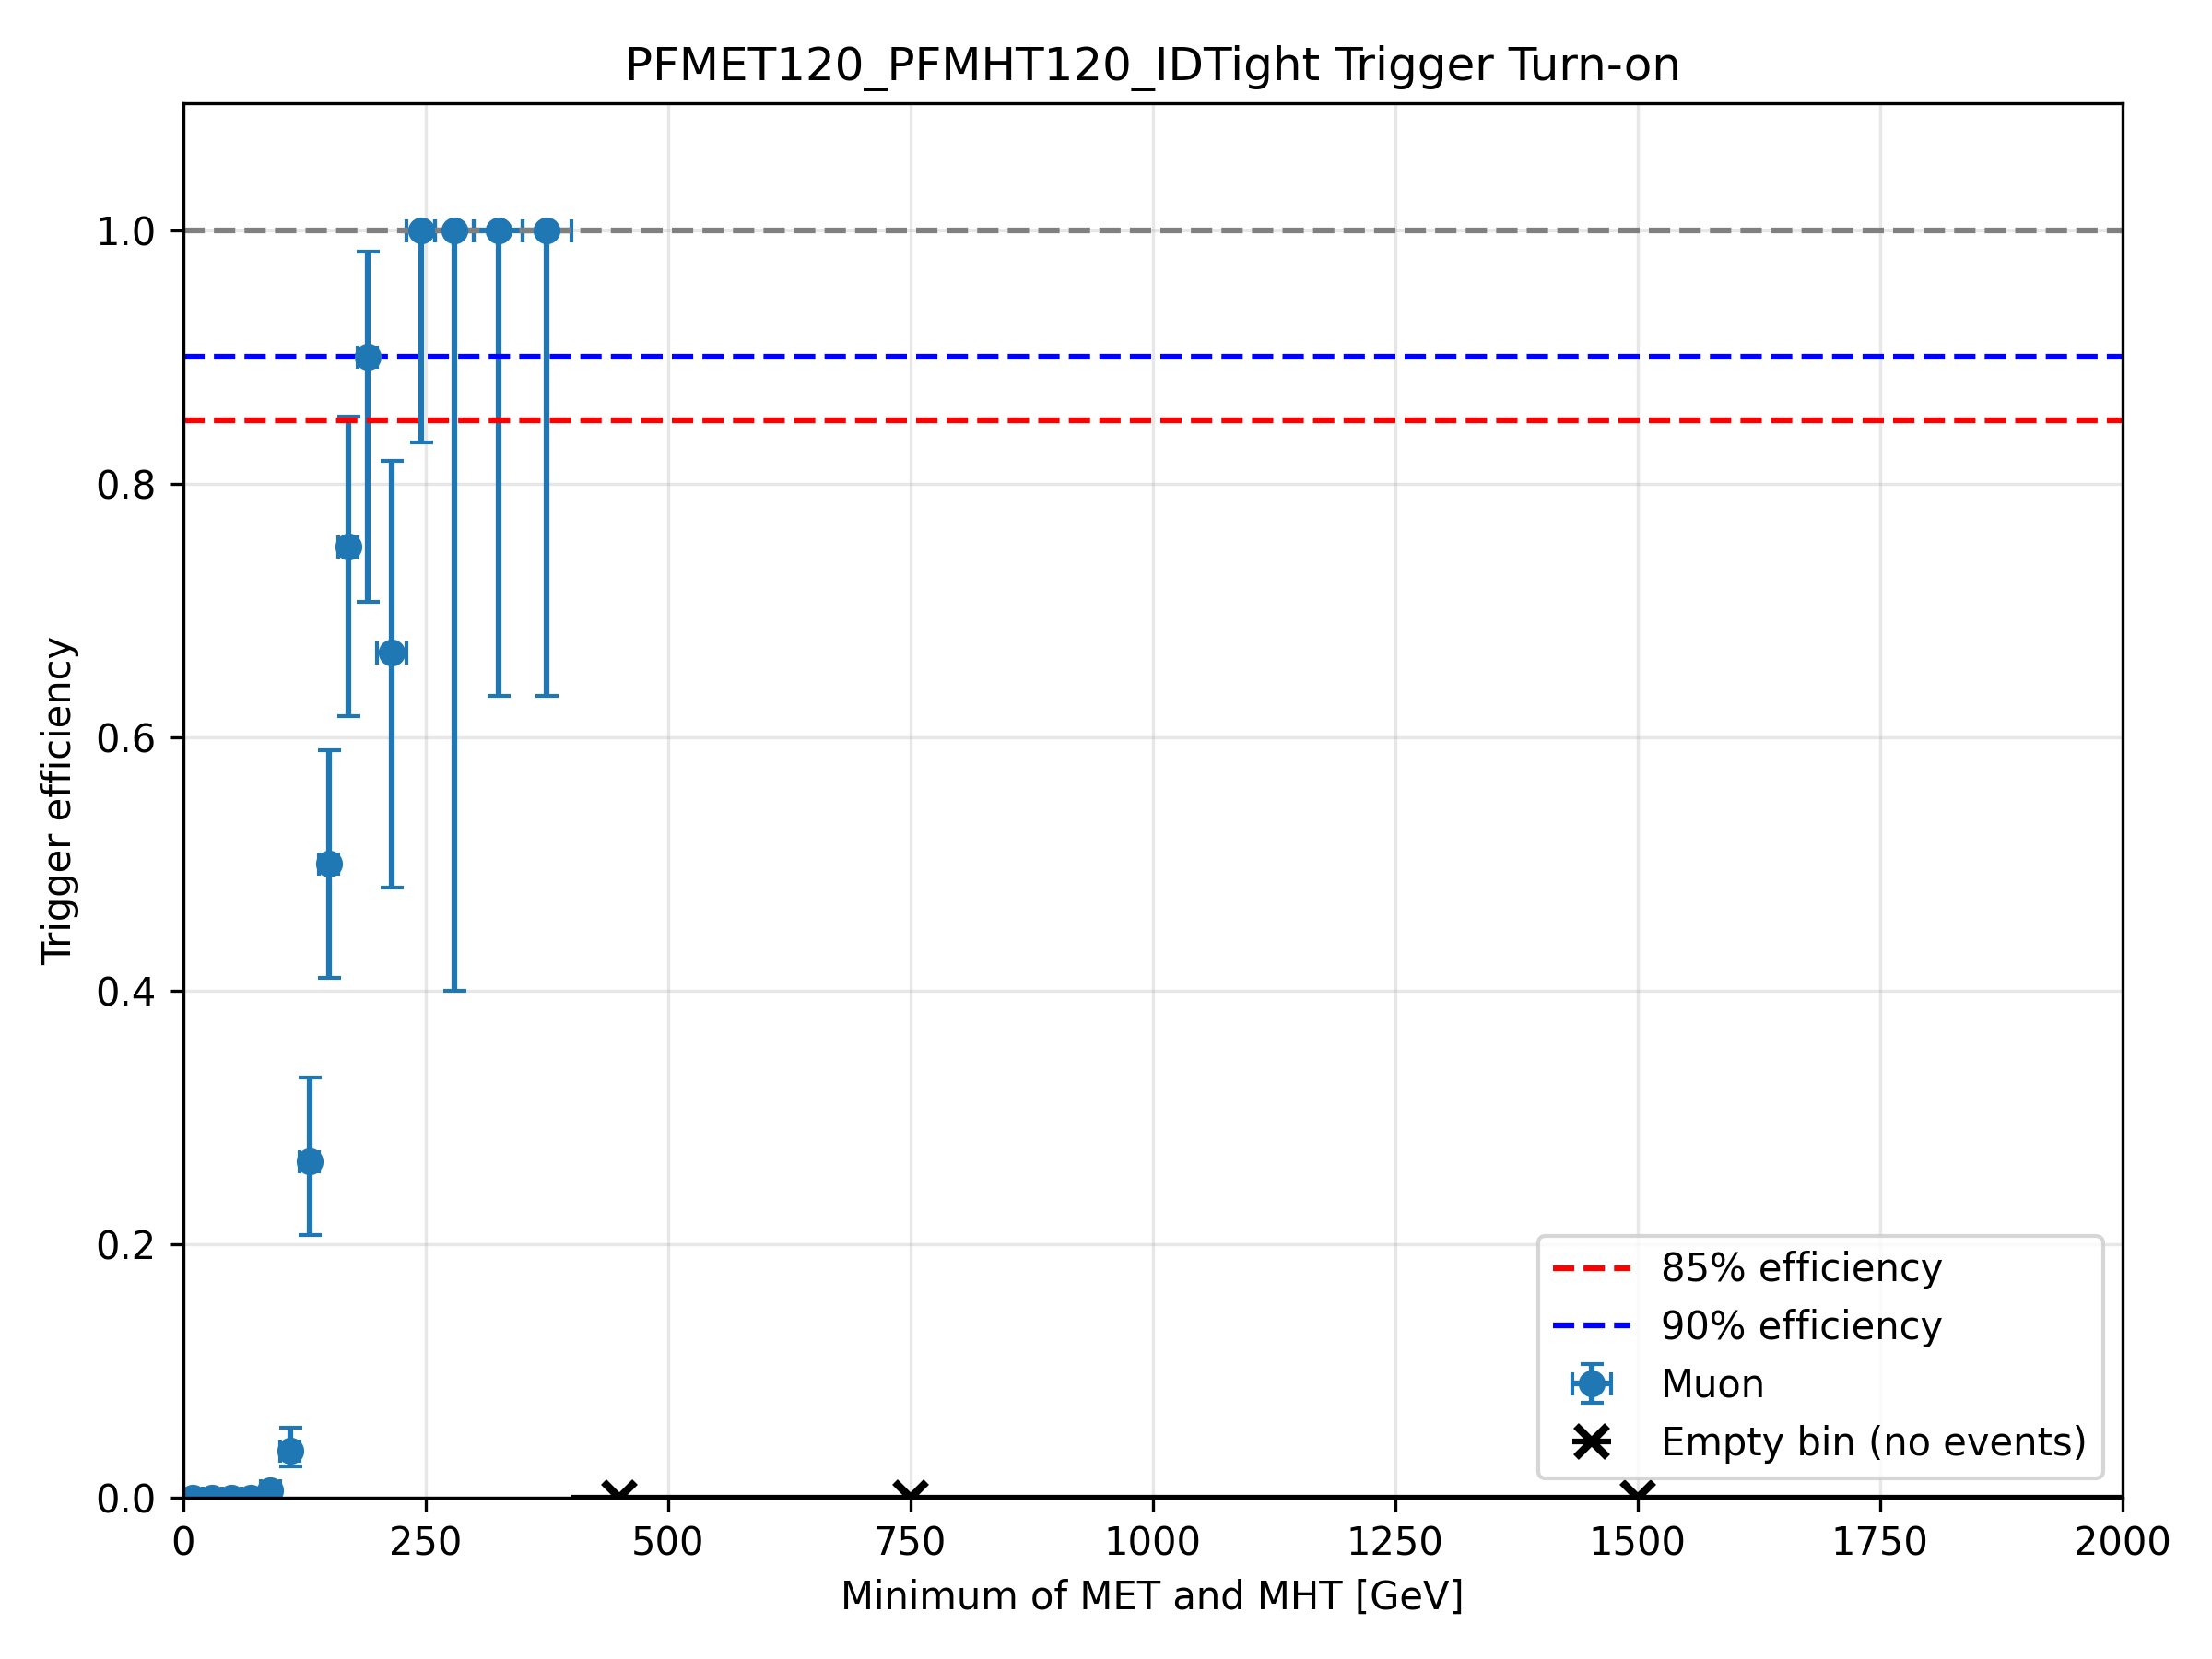 PFMET120_PFMHT120_IDTight Trigger Turn-on
Trigger efficiency
1.0
0.8
0.6
0.4
0.2
0.0
85% efficiency
90% efficiency
Muon
Empty bin (no events)
0 250 500 750 1000 1250 1500 1750 2000
Minimum of MET and MHT [GeV]